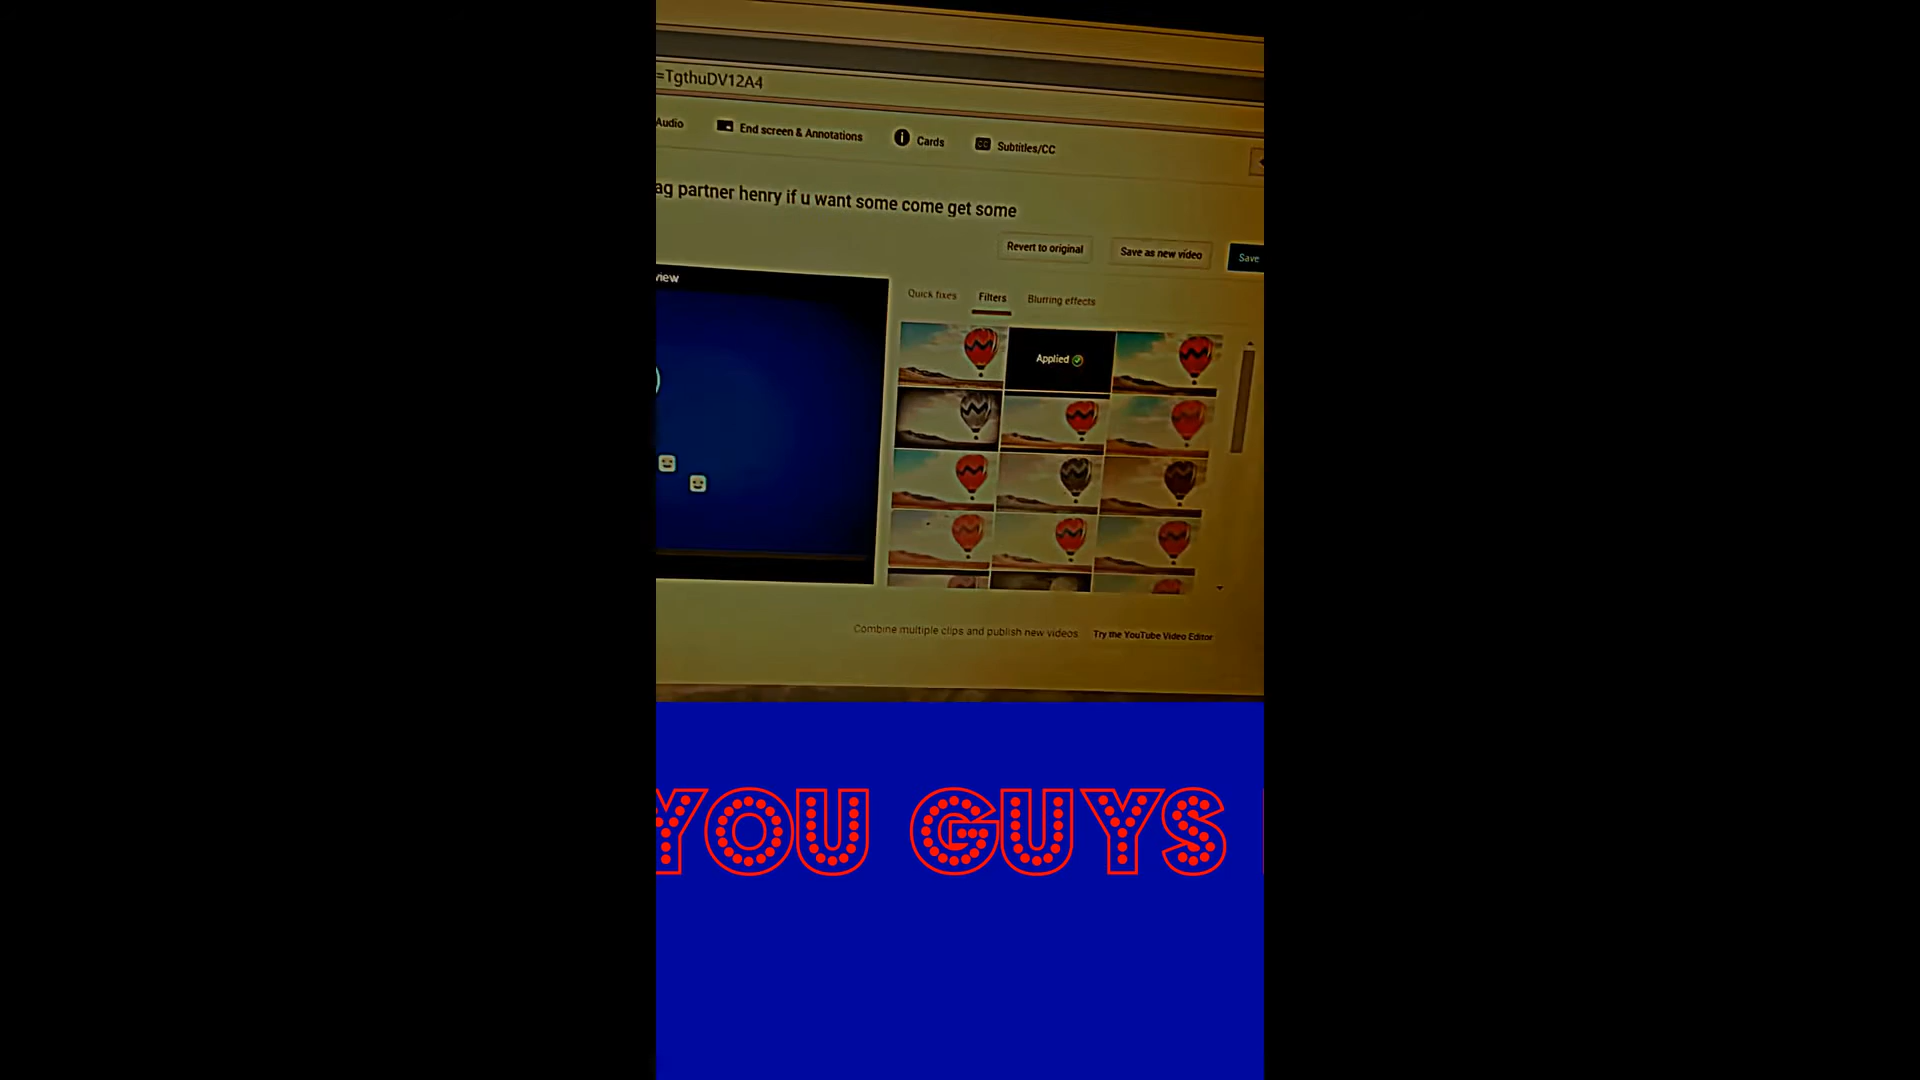 =TgthuDV12A4
Audio End screen & Annotations Cards Subtitles/CC
ag partner henry if u want some come get some
Revert to original Save as new video Save
view
Quick fixes Filters Blurring effects
Applied
Combine multiple clips and publish new videos Try the YouTube Video Editor
YOU GUYS